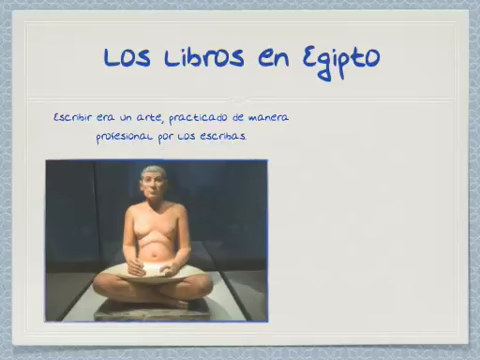 Los Libros en Egipto
Escribir era un arte, practicado de manera
profesional por los escribas.